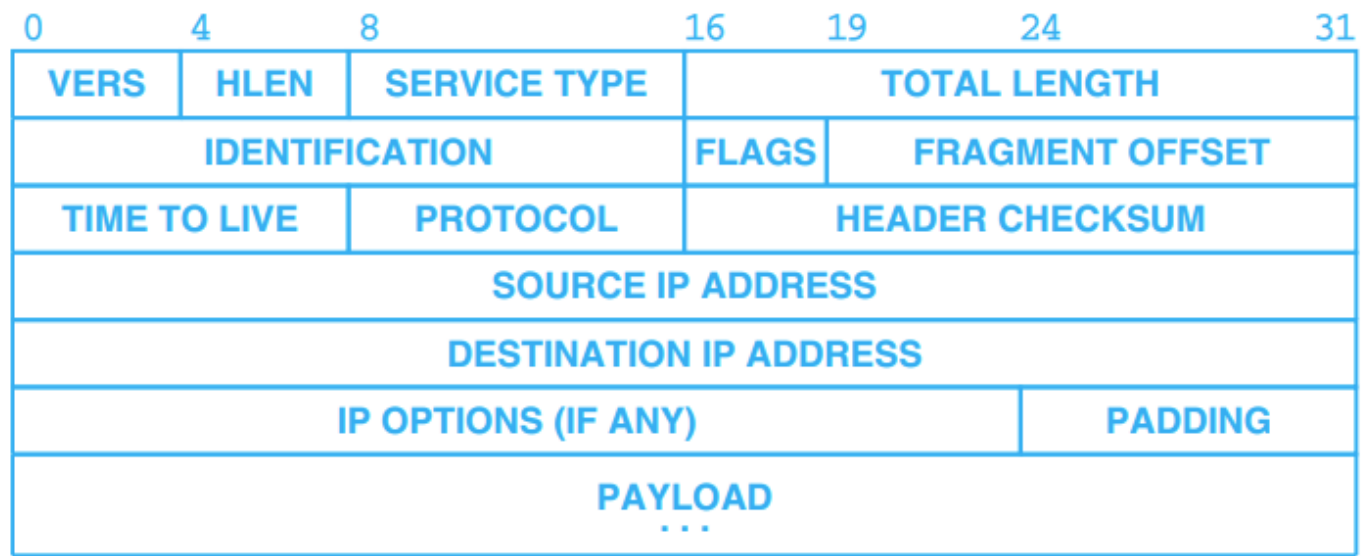 0 4 8 16 19 24 31
VERS HLEN SERVICE TYPE TOTAL LENGTH
IDENTIFICATION FLAGS FRAGMENT OFFSET
TIME TO LIVE PROTOCOL HEADER CHECKSUM
SOURCE IP ADDRESS
DESTINATION IP ADDRESS
IP OPTIONS (IF ANY) PADDING
PAYLOAD
...